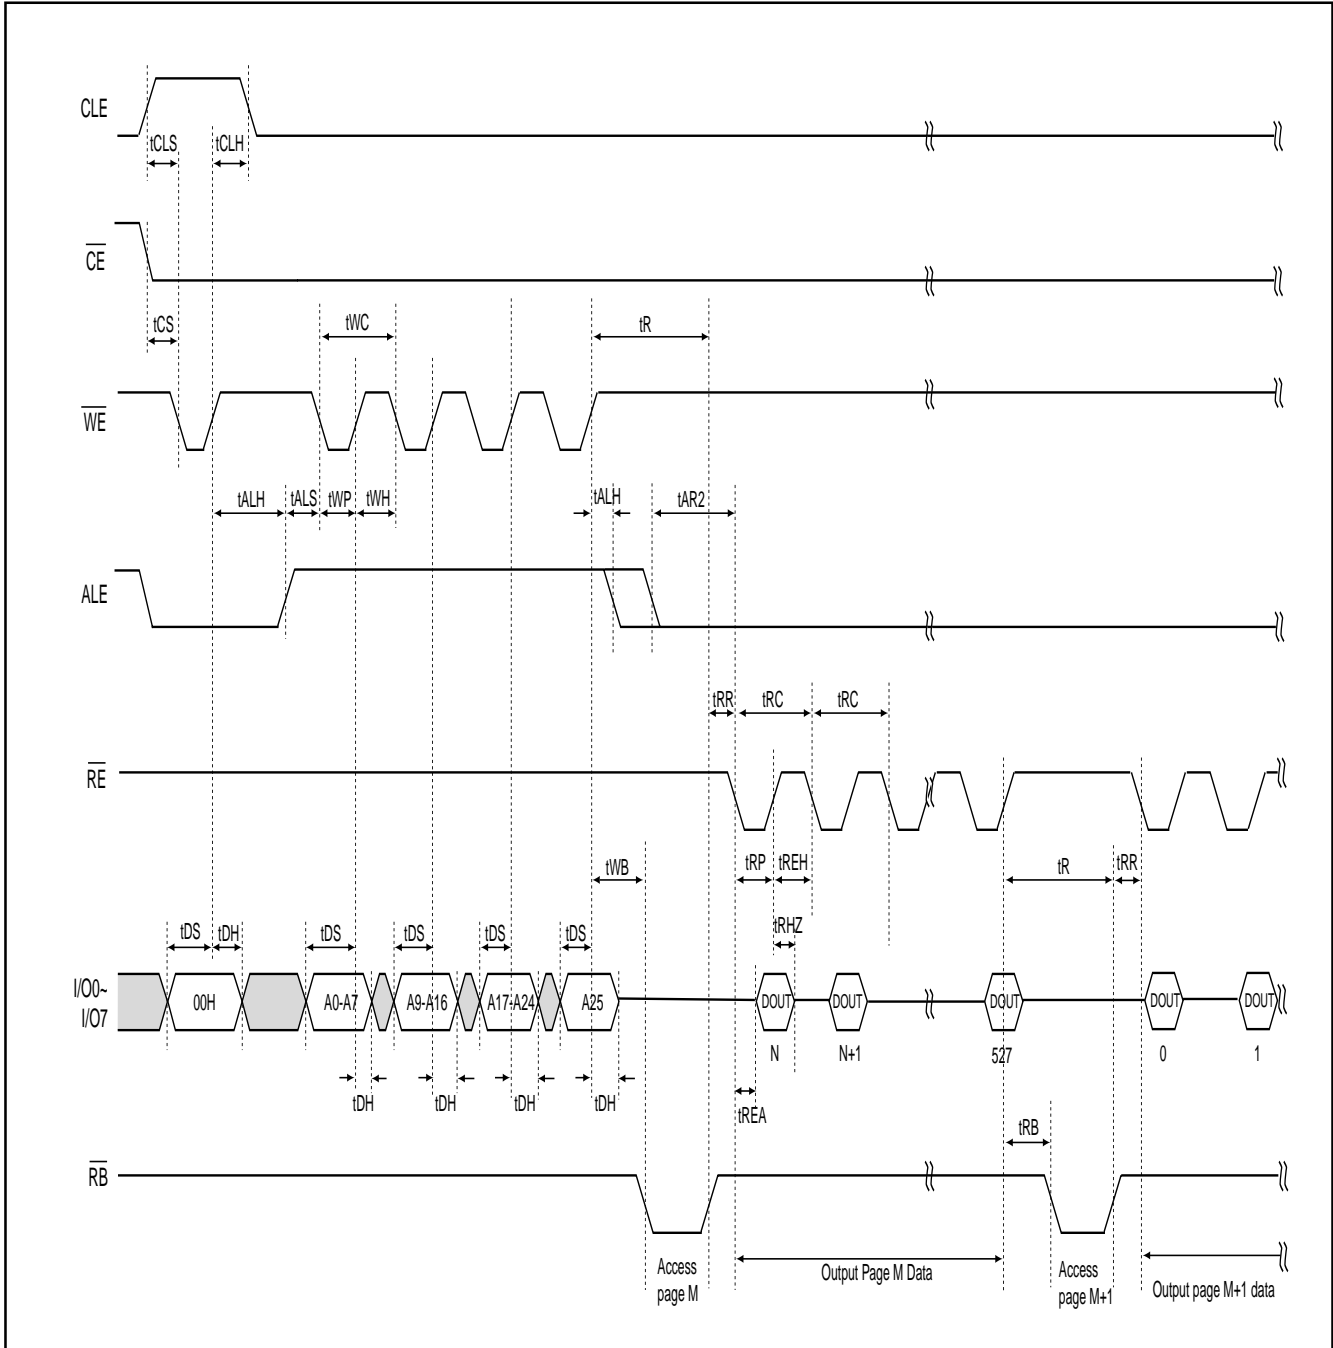 CLE
tCLS
tCLH
CE
tCS
tWC
tR
WE
tALH
tALS
tWP
tWH
tALH
tAR2
ALE
tRR
tRC
tRC
RE
tWB
tRP
tREH
tR
tRR
tRHZ
tDS
tDH
tDS
tDS
tDS
tDS
I/O0~
I/O7
00H
A0-A7
A9-A16
A17-A24
A25
DOUT
DOUT
DOUT
DOUT
DOUT
N
N+1
527
0
1
tDH
tDH
tDH
tDH
tREA
tRB
RB
Access
page M
Output Page M Data
Access
page M+1
Output page M+1 data